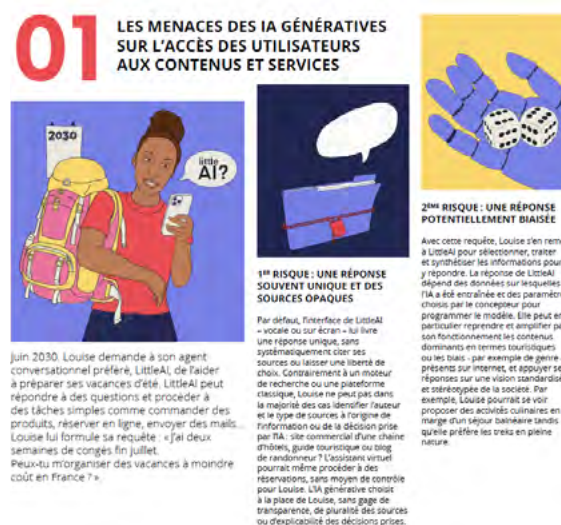 01
LES MENACES DES IA GÉNÉRATIVES
SUR L'ACCÈS DES UTILISATEURS
AUX CONTENUS ET SERVICES
2030
little
AI?
Juin 2030. Louise demande à son agent
conversationnel préféré, LittleAI, de l'aider
à préparer ses vacances d'été. LittleAI peut
répondre à des questions et procéder à
des tâches simples comme commander des
produits, réserver en ligne, envoyer des mails...
Louise lui formule sa requête : « J'ai deux
semaines de congés fin juillet.
Peux-tu m'organiser des vacances à moindre
coût en France ? ».
1ER RISQUE : UNE RÉPONSE
SOUVENT UNIQUE ET DES
SOURCES OPAQUES
Par défaut, l'interface de LittleAI
– vocale ou sur écran – lui livre
une réponse unique, sans
systématiquement citer ses
sources ou laisser une liberté de
choix. Contrairement à un moteur
de recherche ou une plateforme
classique, Louise ne peut pas dans
la majorité des cas identifier l'auteur
et le type de sources à l'origine de
l'information ou de la décision prise
par l'IA : site commercial d'une chaine
d'hôtels, guide touristique ou blog
de randonneur ? L'assistant virtuel
pourrait même procéder à des
réservations, sans moyen de contrôle
pour Louise. L'IA générative choisit
à la place de Louise, sans gage de
transparence, de pluralité des sources
ou d'explicabilité des décisions prises.
2ÈME RISQUE : UNE RÉPONSE
POTENTIELLEMENT BIAISÉE
Avec cette requête, Louise s'en rem
à LittleAI pour sélectionner, traiter
et synthétiser les informations pour
y répondre. La réponse de LittleAI
dépend des données sur lesquelles
l'IA a été entraînée et des paramètre
choisis par le concepteur pour
programmer le modèle. Elle peut en
particulier reprendre et amplifier pa
son fonctionnement les contenus
dominants en termes touristiques
ou les biais - par exemple de genre -
présents sur internet, et appuyer se
réponses sur une vision standardis
et stéréotypée de la société. Par
exemple, Louise pourrait se voir
proposer des activités culinaires en
marge d'un séjour balnéaire tandis
qu'elle préfère les treks en pleine
nature.